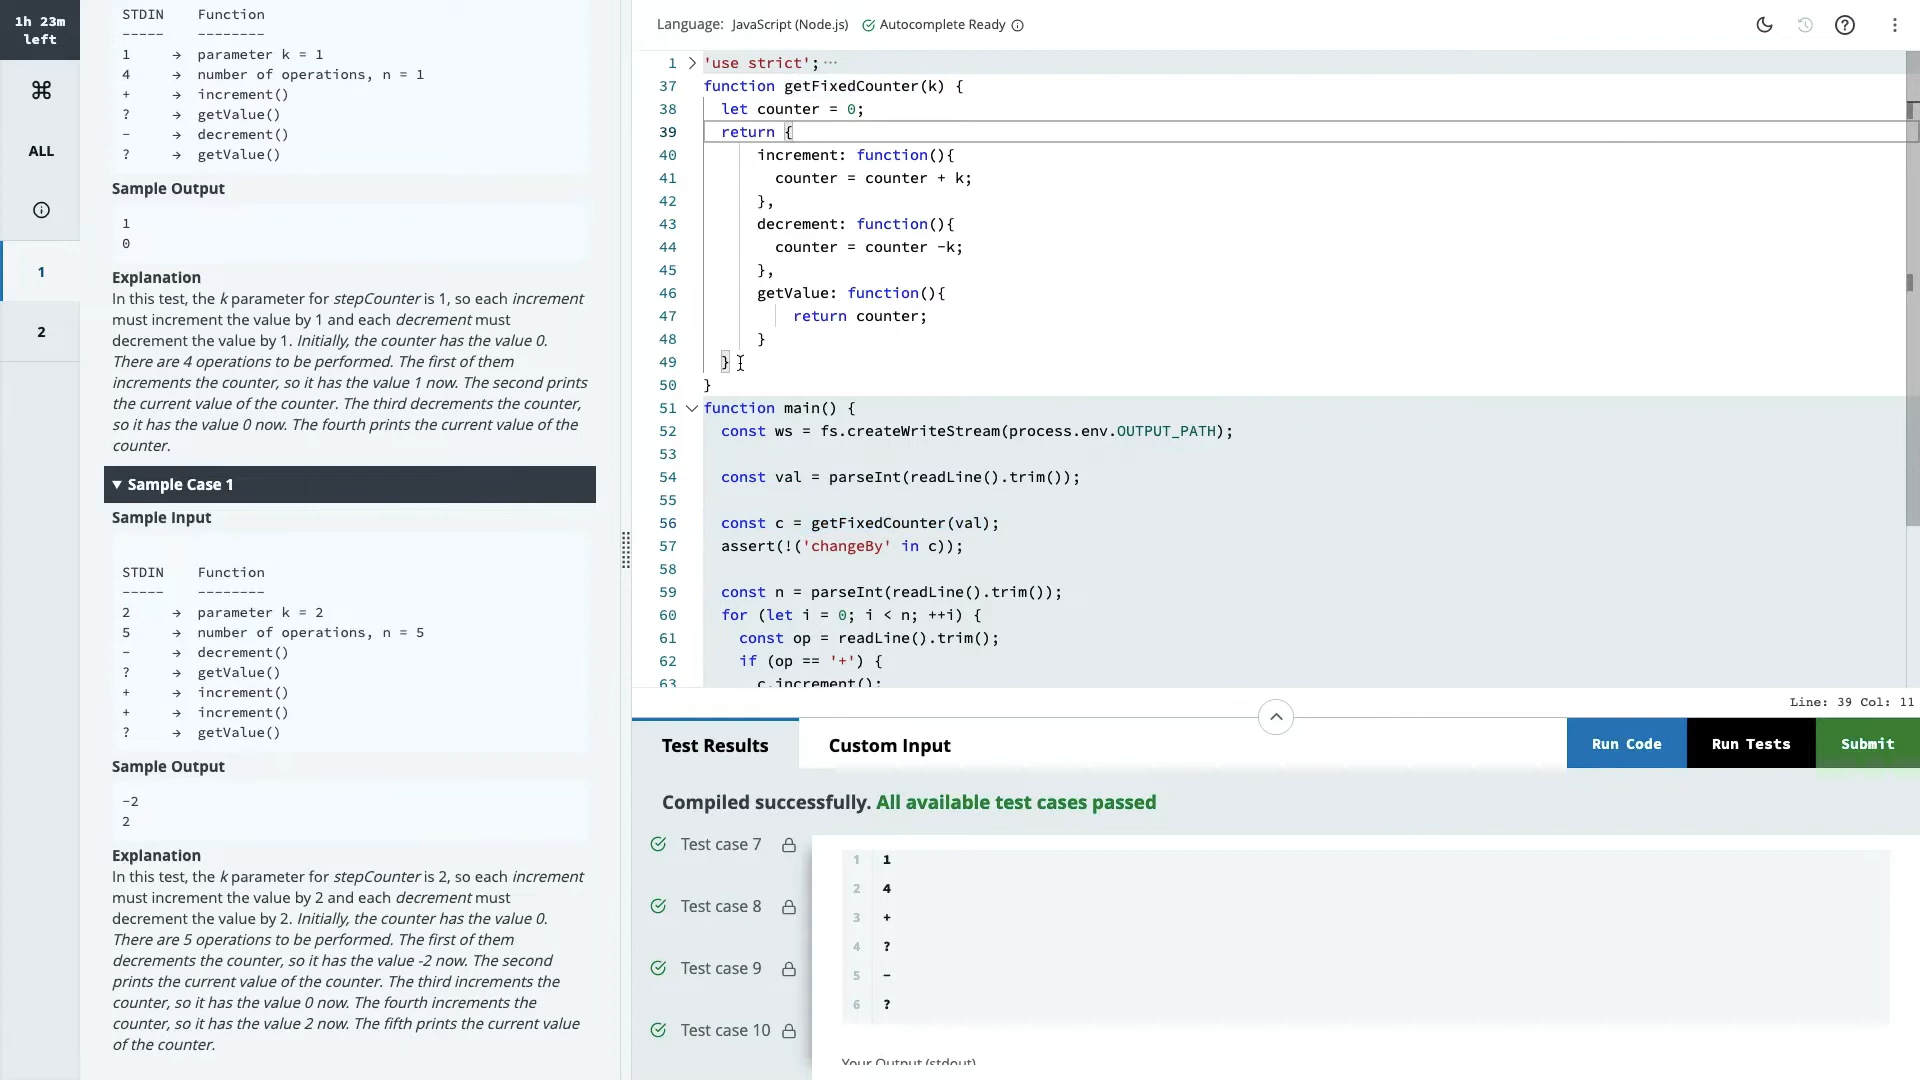 1h 23m
left
ALL
1
2
STDIN    Function
-----    --------
1    →  parameter k = 1
4    →  number of operations, n = 1
+    →  increment()
?    →  getValue()
-    →  decrement()
?    →  getValue()
Sample Output
1
0
Explanation
In this test, the k parameter for stepCounter is 1, so each increment
must increment the value by 1 and each decrement must
decrement the value by 1. Initially, the counter has the value 0.
There are 4 operations to be performed. The first of them
increments the counter, so it has the value 1 now. The second prints
the current value of the counter. The third decrements the counter,
so it has the value 0 now. The fourth prints the current value of the
counter.
▼ Sample Case 1
Sample Input
STDIN    Function
-----    --------
2    →  parameter k = 2
5    →  number of operations, n = 5
-    →  decrement()
?    →  getValue()
+    →  increment()
+    →  increment()
?    →  getValue()
Sample Output
-2
2
Explanation
In this test, the k parameter for stepCounter is 2, so each increment
must increment the value by 2 and each decrement must
decrement the value by 2. Initially, the counter has the value 0.
There are 5 operations to be performed. The first of them
decrements the counter, so it has the value -2 now. The second
prints the current value of the counter. The third increments the
counter, so it has the value 0 now. The fourth increments the
counter, so it has the value 2 now. The fifth prints the current value
of the counter.
Language: JavaScript (Node.js) Autocomplete Ready
1 'use strict'; ···
37 function getFixedCounter(k) {
38   let counter = 0;
39   return {
40       increment: function(){
41         counter = counter + k;
42       },
43       decrement: function(){
44         counter = counter -k;
45       },
46       getValue: function(){
47           return counter;
48       }
49   }
50 }
51 function main() {
52   const ws = fs.createWriteStream(process.env.OUTPUT_PATH);
53
54   const val = parseInt(readLine().trim());
55
56   const c = getFixedCounter(val);
57   assert(!('changeBy' in c));
58
59   const n = parseInt(readLine().trim());
60   for (let i = 0; i < n; ++i) {
61     const op = readLine().trim();
62     if (op == '+') {
63       c.increment();
Line: 39 Col: 11
Test Results Custom Input Run Code Run Tests Submit
Compiled successfully. All available test cases passed
Test case 7
Test case 8
Test case 9
Test case 10
1 1
2 4
3 +
4 ?
5 -
6 ?
Your Output (stdout)